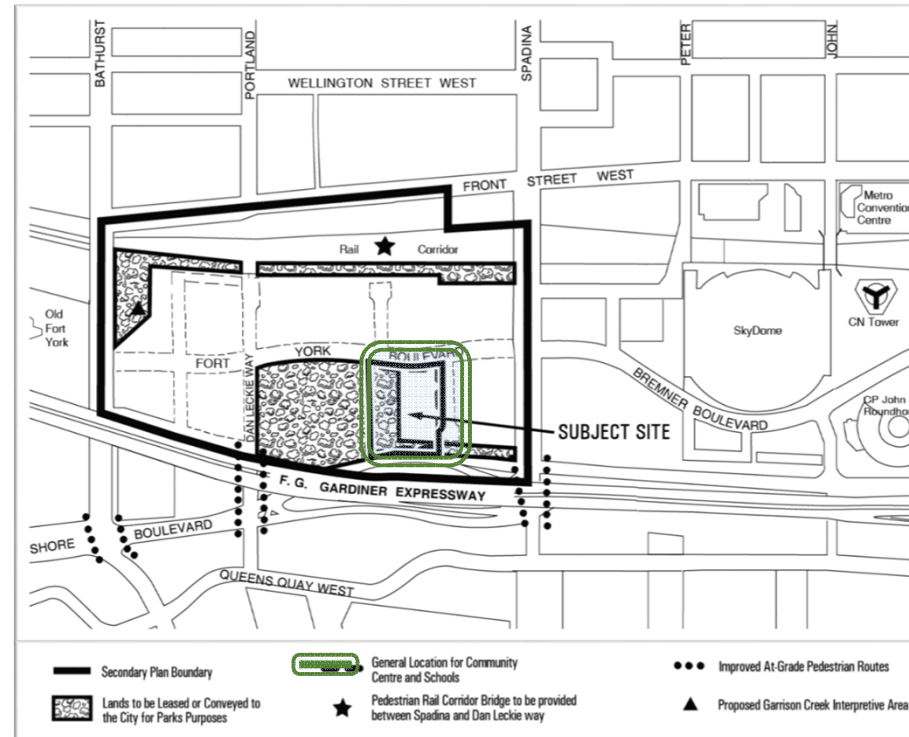 BATHURST
PORTLAND
SPADINA
PETER
JOHN
WELLINGTON STREET WEST
FRONT STREET WEST
Metro
Convention
Centre
Rail Corridor
Old
Fort
York
CN Tower
SkyDome
FORT YORK BOULEVARD
DAN LECKIE WAY
BREMNER BOULEVARD
CP John
Roundhou
SUBJECT SITE
F. G. GARDINER EXPRESSWAY
SHORE BOULEVARD
QUEENS QUAY WEST
Secondary Plan Boundary
Lands to be Leased or Conveyed to
the City for Parks Purposes
General Location for Community
Centre and Schools
Pedestrian Rail Corridor Bridge to be provided
between Spadina and Dan Leckie way
Improved At-Grade Pedestrian Routes
Proposed Garrison Creek Interpretive Area